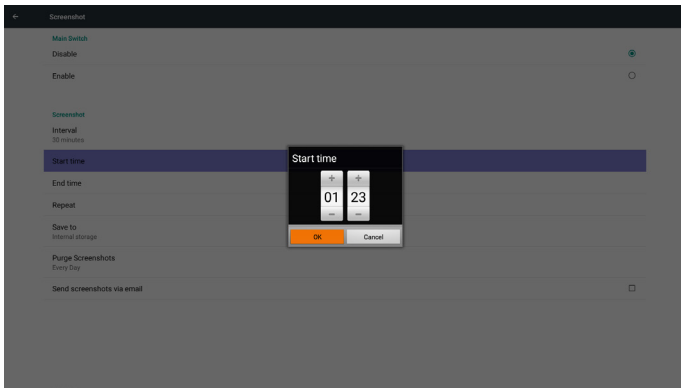 Screenshot
Main Switch
Disable
Enable
Screenshot
Interval
30 minutes
Start time
End time
Repeat
Save to
Internal storage
Purge Screenshots
Every Day
Send screenshots via email
Start time
+ +
01 23
− −
OK Cancel